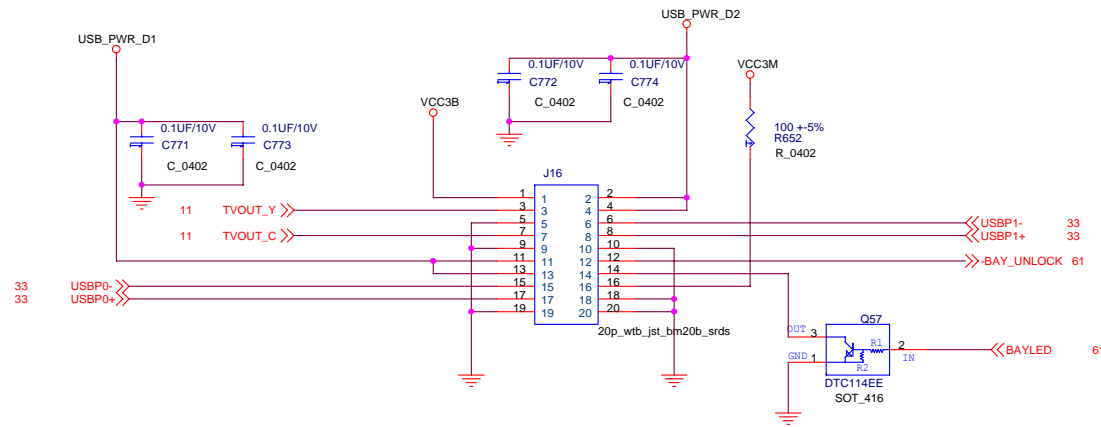 USB_PWR_D1
USB_PWR_D2
VCC3B
VCC3M
0.1UF/10V
C771
C_0402
0.1UF/10V
C773
C_0402
0.1UF/10V
C772
C_0402
0.1UF/10V
C774
C_0402
100 +-5%
R652
R_0402
J16
1 1 2 2
3 3 4 4
5 5 6 6
7 7 8 8
9 9 10 10
11 11 12 12
13 13 14 14
15 15 16 16
17 17 18 18
19 19 20 20
20p_wtb_jst_bm20b_srds
11 TVOUT_Y
11 TVOUT_C
33 USBP0-
33 USBP0+
USBP1- 33
USBP1+ 33
-BAY_UNLOCK 61
Q57
OUT 3
GND 1
R1
R2
2
IN
DTC114EE
SOT_416
BAYLED